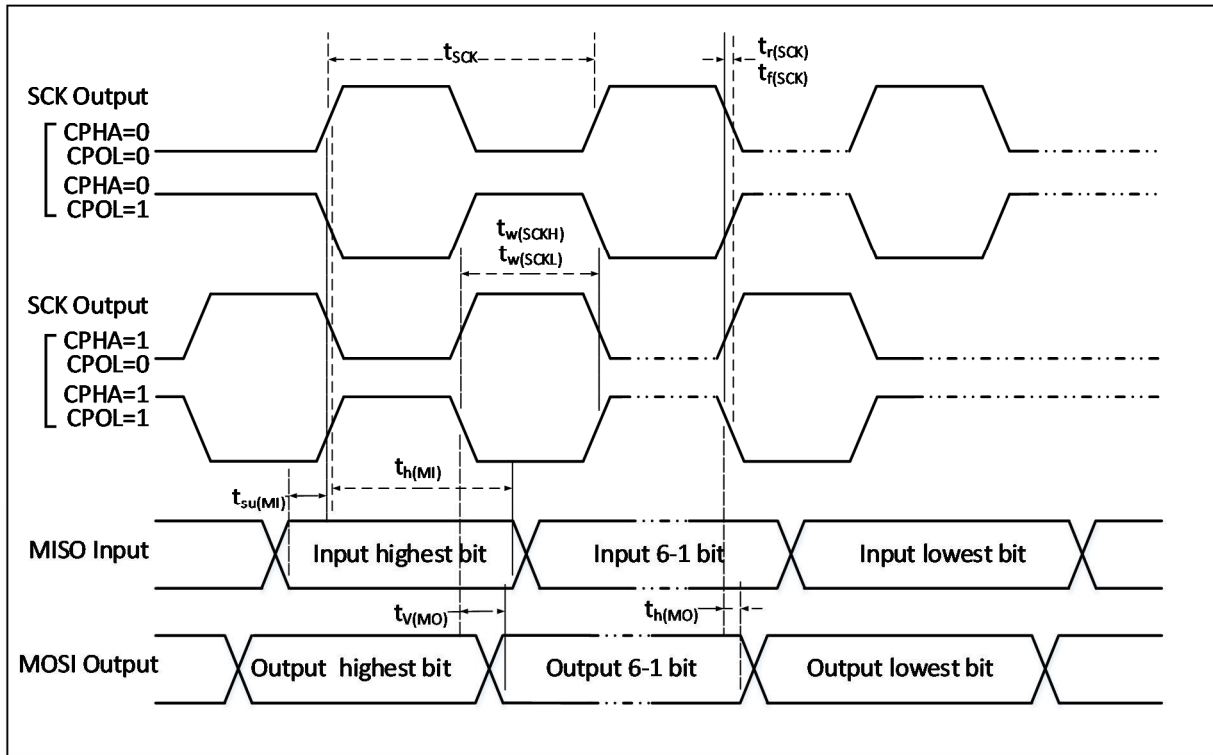 tSCK
tr(SCK)
tf(SCK)
SCK Output
CPHA=0
CPOL=0
CPHA=0
CPOL=1
tw(SCKH)
tw(SCKL)
SCK Output
CPHA=1
CPOL=0
CPHA=1
CPOL=1
th(MI)
tsu(MI)
MISO Input
Input highest bit
Input 6-1 bit
Input lowest bit
tV(MO)
th(MO)
MOSI Output
Output highest bit
Output 6-1 bit
Output lowest bit